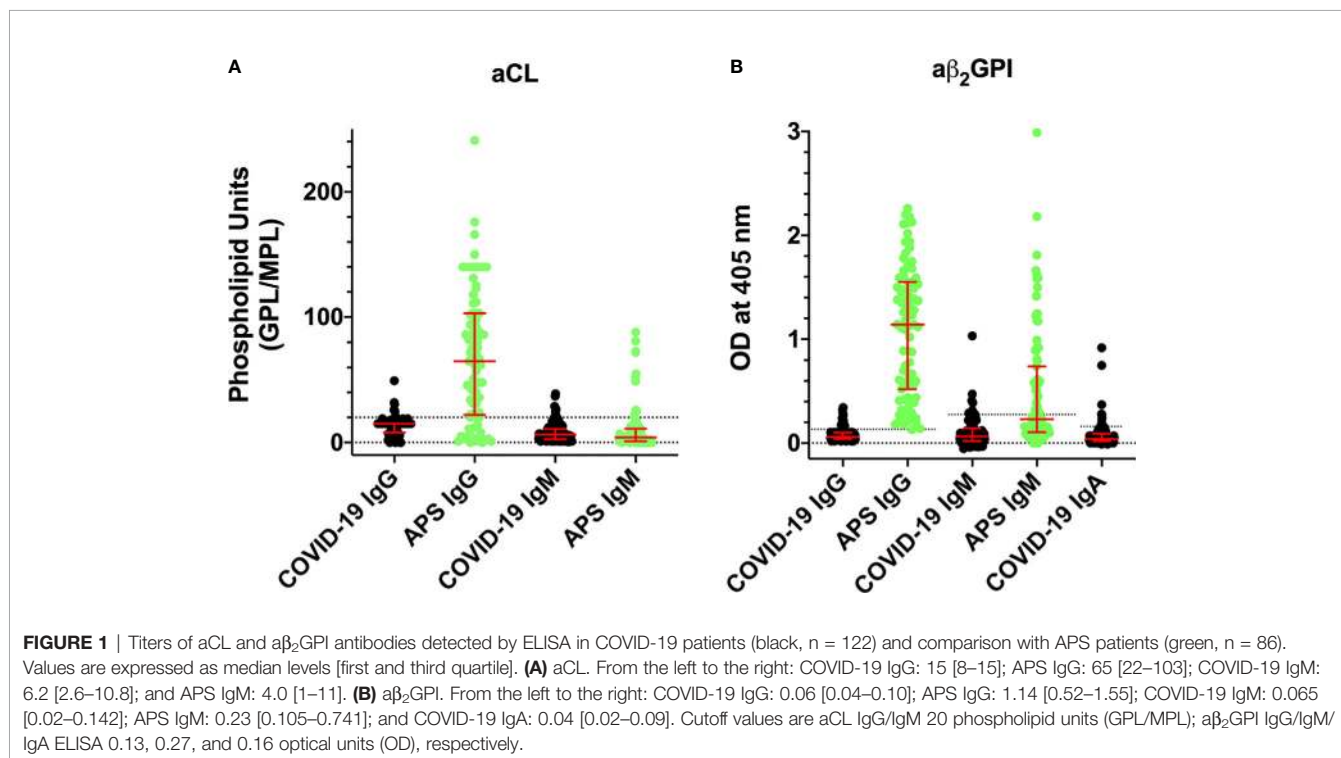 A
aCL
Phospholipid Units
(GPL/MPL)
200
100
0
COVID-19 IgG
APS IgG
COVID-19 IgM
APS IgM
B
aβ₂GPI
OD at 405 nm
3
2
1
0
COVID-19 IgG
APS IgG
COVID-19 IgM
APS IgM
COVID-19 IgA
FIGURE 1 | Titers of aCL and aβ₂GPI antibodies detected by ELISA in COVID-19 patients (black, n = 122) and comparison with APS patients (green, n = 86).
Values are expressed as median levels [first and third quartile]. (A) aCL. From the left to the right: COVID-19 IgG: 15 [8–15]; APS IgG: 65 [22–103]; COVID-19 IgM:
6.2 [2.6–10.8]; and APS IgM: 4.0 [1–11]. (B) aβ₂GPI. From the left to the right: COVID-19 IgG: 0.06 [0.04–0.10]; APS IgG: 1.14 [0.52–1.55]; COVID-19 IgM: 0.065
[0.02–0.142]; APS IgM: 0.23 [0.105–0.741]; and COVID-19 IgA: 0.04 [0.02–0.09]. Cutoff values are aCL IgG/IgM 20 phospholipid units (GPL/MPL); aβ₂GPI IgG/IgM/
IgA ELISA 0.13, 0.27, and 0.16 optical units (OD), respectively.